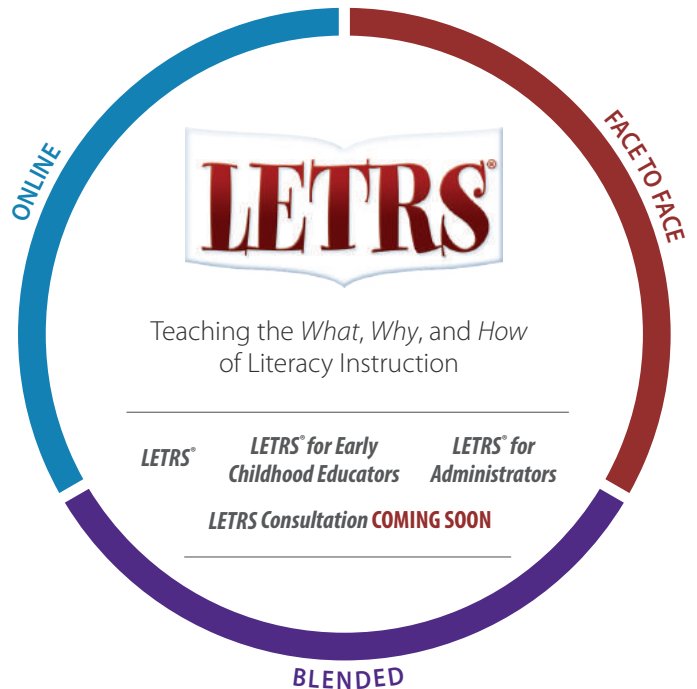 ONLINE
FACE TO FACE
LETRS®
Teaching the What, Why, and How
of Literacy Instruction
LETRS®
LETRS® for Early
Childhood Educators
LETRS® for
Administrators
LETRS Consultation COMING SOON
BLENDED